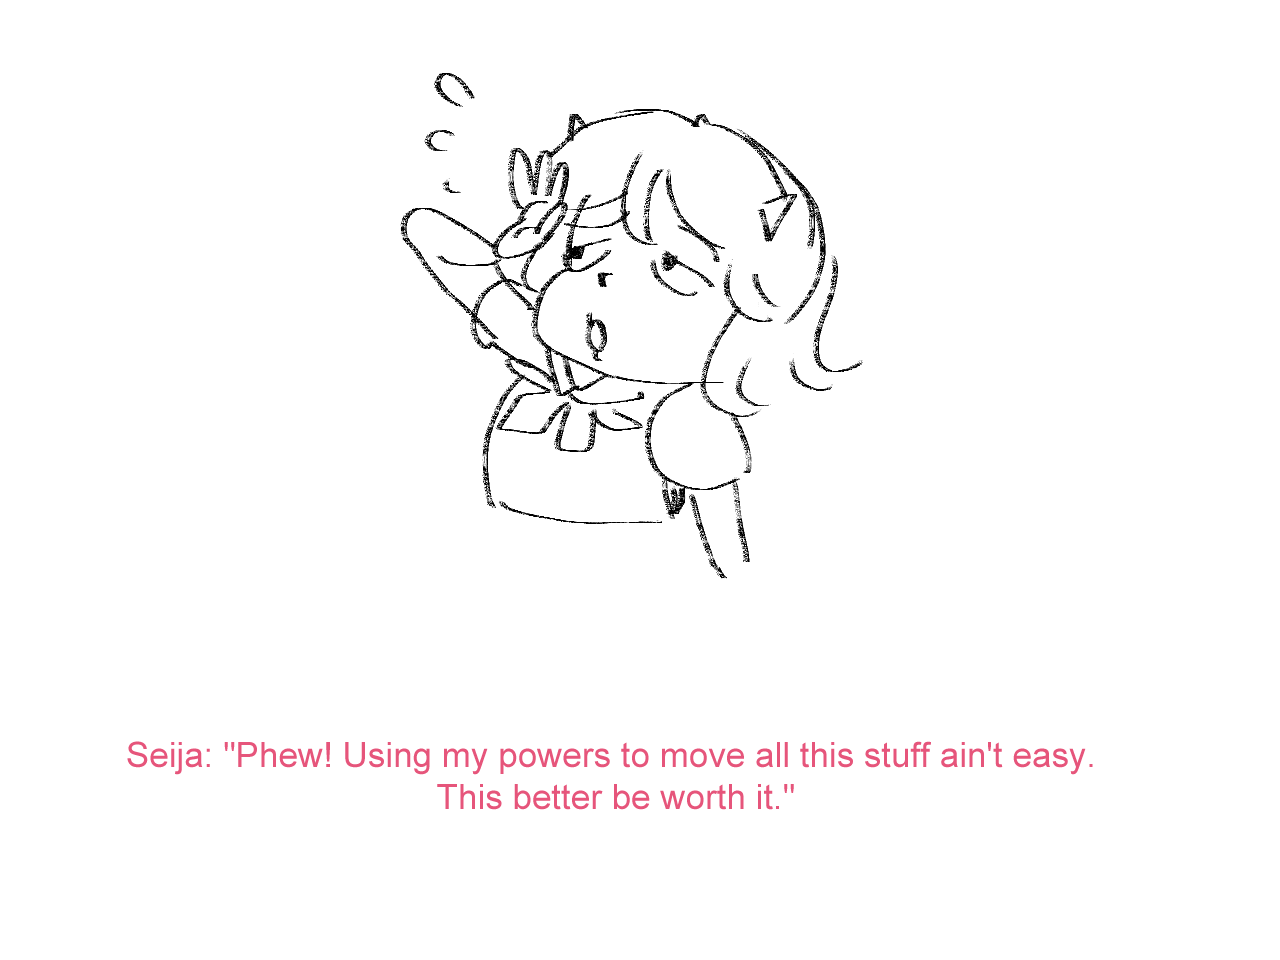 Seija: "Phew! Using my powers to move all this stuff ain't easy.
This better be worth it."